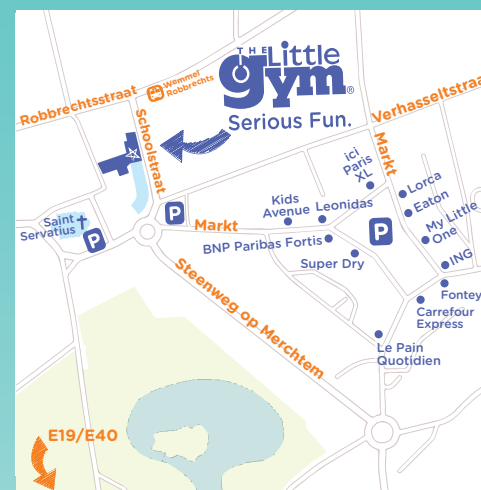 THE
Little
gym®
Serious Fun.
Wemmel
Robbrechts
Robbrechtsstraat
Schoolstraat
Verhasseltstraat
Markt
ici
Paris
XL
Lorca
Eaton
My Little
One
Kids
Avenue
Leonidas
P
Markt
P
Saint
Servatius
P
BNP Paribas Fortis
Super Dry
ING
Fontey
Carrefour
Express
Steenweg op Merchtem
Le Pain
Quotidien
E19/E40